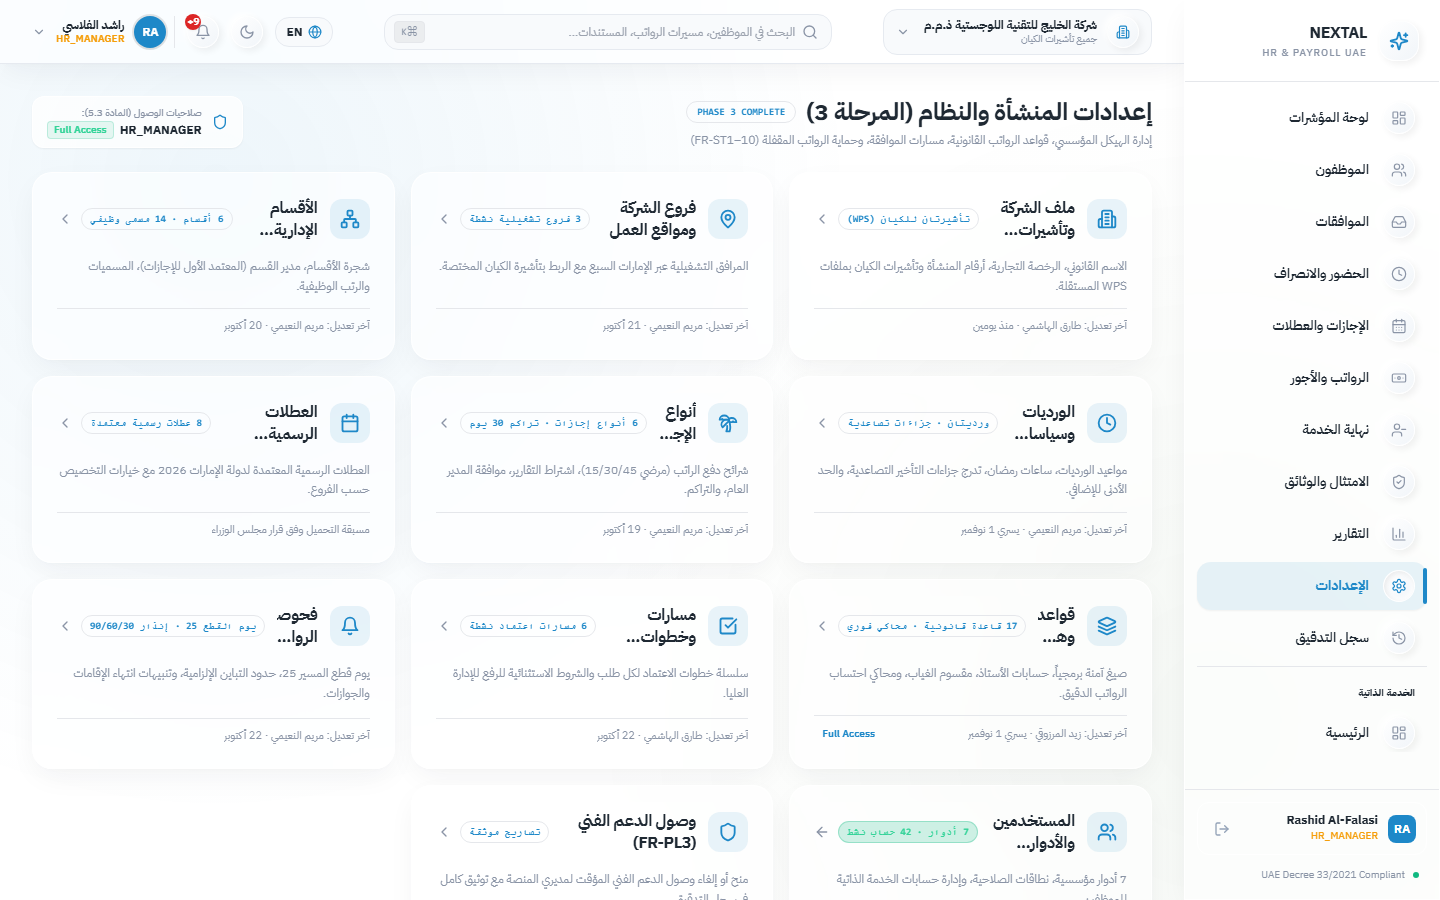 NEXTAL
HR & PAYROLL UAE
لوحة المؤشرات
الموظفون
الموافقات
الحضور والانصراف
الإجازات والعطلات
الرواتب والأجور
نهاية الخدمة
الامتثال والوثائق
التقارير
الإعدادات
سجل التدقيق
الخدمة الذاتية
الرئيسية
Rashid Al-Falasi
HR_MANAGER
RA
UAE Decree 33/2021 Compliant
شركة الخليج للتقنية اللوجستية ذ.م.م
جميع تأشيرات الكيان
البحث في الموظفين، مسيرات الرواتب، المستندات...
⌘K
EN
+9
RA
راشد الفلاسي
HR_MANAGER
إعدادات المنشأة والنظام (المرحلة 3)
PHASE 3 COMPLETE
إدارة الهيكل المؤسسي، قواعد الرواتب القانونية، مسارات الموافقة، وحماية الرواتب المقفلة (FR-ST1–10)
صلاحيات الوصول (المادة 5.3):
HR_MANAGER Full Access
ملف الشركة وتأشيرات...
تأشيرتان للكيان (WPS)
الاسم القانوني، الرخصة التجارية، أرقام المنشأة وتأشيرات الكيان بملفات
WPS المستقلة.
آخر تعديل: طارق الهاشمي · منذ يومين
فروع الشركة ومواقع العمل
3 فروع تشغيلية نشطة
المرافق التشغيلية عبر الإمارات السبع مع الربط بتأشيرة الكيان المختصة.
آخر تعديل: مريم النعيمي · 21 أكتوبر
الأقسام الإدارية...
6 أقسام · 14 مسمى وظيفي
شجرة الأقسام، مدير القسم (المعتمد الأول للإجازات)، المسميات
والرتب الوظيفية.
آخر تعديل: مريم النعيمي · 20 أكتوبر
الورديات وسياسا...
ورديتان · جزاءات تصاعدية
مواعيد الورديات، ساعات رمضان، تدرج جزاءات التأخير التصاعدية، والحد
الأدنى للإضافي.
آخر تعديل: مريم النعيمي · يسري 1 نوفمبر
أنواع الإجـ...
6 أنواع إجازات · تراكم 30 يوم
شرائح دفع الراتب (مرضي 15/30/45)، اشتراط التقارير، موافقة المدير
العام، والتراكم.
آخر تعديل: مريم النعيمي · 19 أكتوبر
العطلات الرسمية...
8 عطلات رسمية معتمدة
العطلات الرسمية المعتمدة لدولة الإمارات 2026 مع خيارات التخصيص
حسب الفروع.
مسبقة التحميل وفق قرار مجلس الوزراء
قواعد وهـ...
17 قاعدة قانونية · محاكي فوري
صيغ آمنة برمجياً، حسابات الأستاذ، مقسوم الغياب، ومحاكي احتساب
الرواتب الدقيق.
آخر تعديل: زيد المرزوقي · يسري 1 نوفمبر
Full Access
مسارات وخطوات...
6 مسارات اعتماد نشطة
سلسلة خطوات الاعتماد لكل طلب والشروط الاستثنائية للرفع للإدارة
العليا.
آخر تعديل: طارق الهاشمي · 22 أكتوبر
فحوص الروا...
يوم القطع 25 · إنذار 90/60/30
يوم قطع المسير 25، حدود التباين الإلزامية، وتنبيهات انتهاء الإقامات
والجوازات.
آخر تعديل: مريم النعيمي · 22 أكتوبر
المستخدمين والأدوار...
7 أدوار · 42 حساب نشط
7 أدوار مؤسسية، نطاقات الصلاحية، وإدارة حسابات الخدمة الذاتية
للموظفين.
وصول الدعم الفني (FR-PL3)
تصاريح موثقة
منح أو إلغاء وصول الدعم الفني المؤقت لمديري المنصة مع توثيق كامل
في سجل التدقيق.